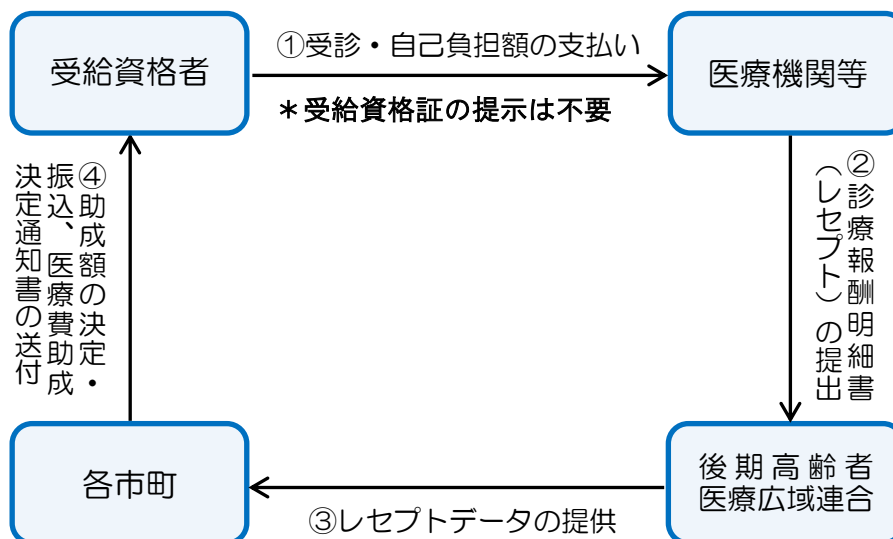 受給資格者
①受診・自己負担額の支払い
＊受給資格証の提示は不要
医療機関等
②診療報酬明細書
（レセプト）の提出
後期高齢者
医療広域連合
③レセプトデータの提供
各市町
④助成額の決定・
振込、医療費助成
決定通知書の送付